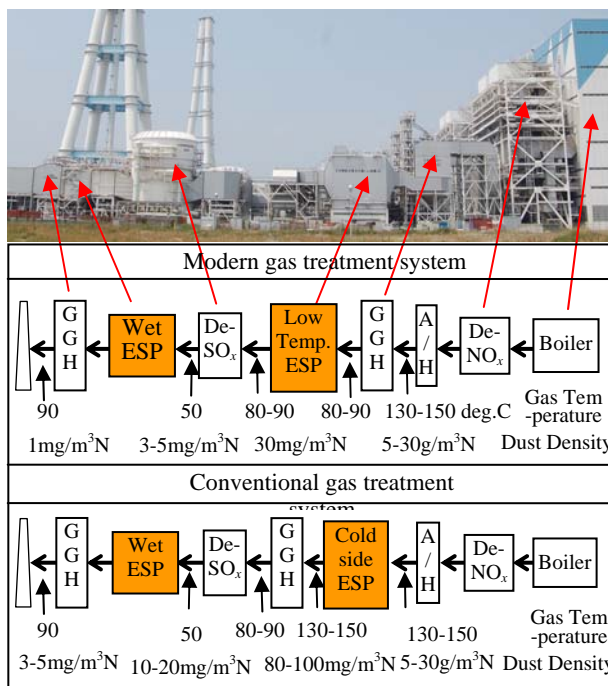 Modern gas treatment system
G G H
Wet ESP
De-SOx
Low Temp. ESP
G G H
A/H
De-NOx
Boiler
90
50
80-90
80-90
130-150 deg.C
Gas Tem-perature
1mg/m³N
3-5mg/m³N
30mg/m³N
5-30g/m³N
Dust Density
Conventional gas treatment
system
G G H
Wet ESP
De-SOx
G G H
Cold side ESP
A/H
De-NOx
Boiler
90
50
80-90
130-150
130-150
Gas Tem-perature
3-5mg/m³N
10-20mg/m³N
80-100mg/m³N
5-30g/m³N
Dust Density